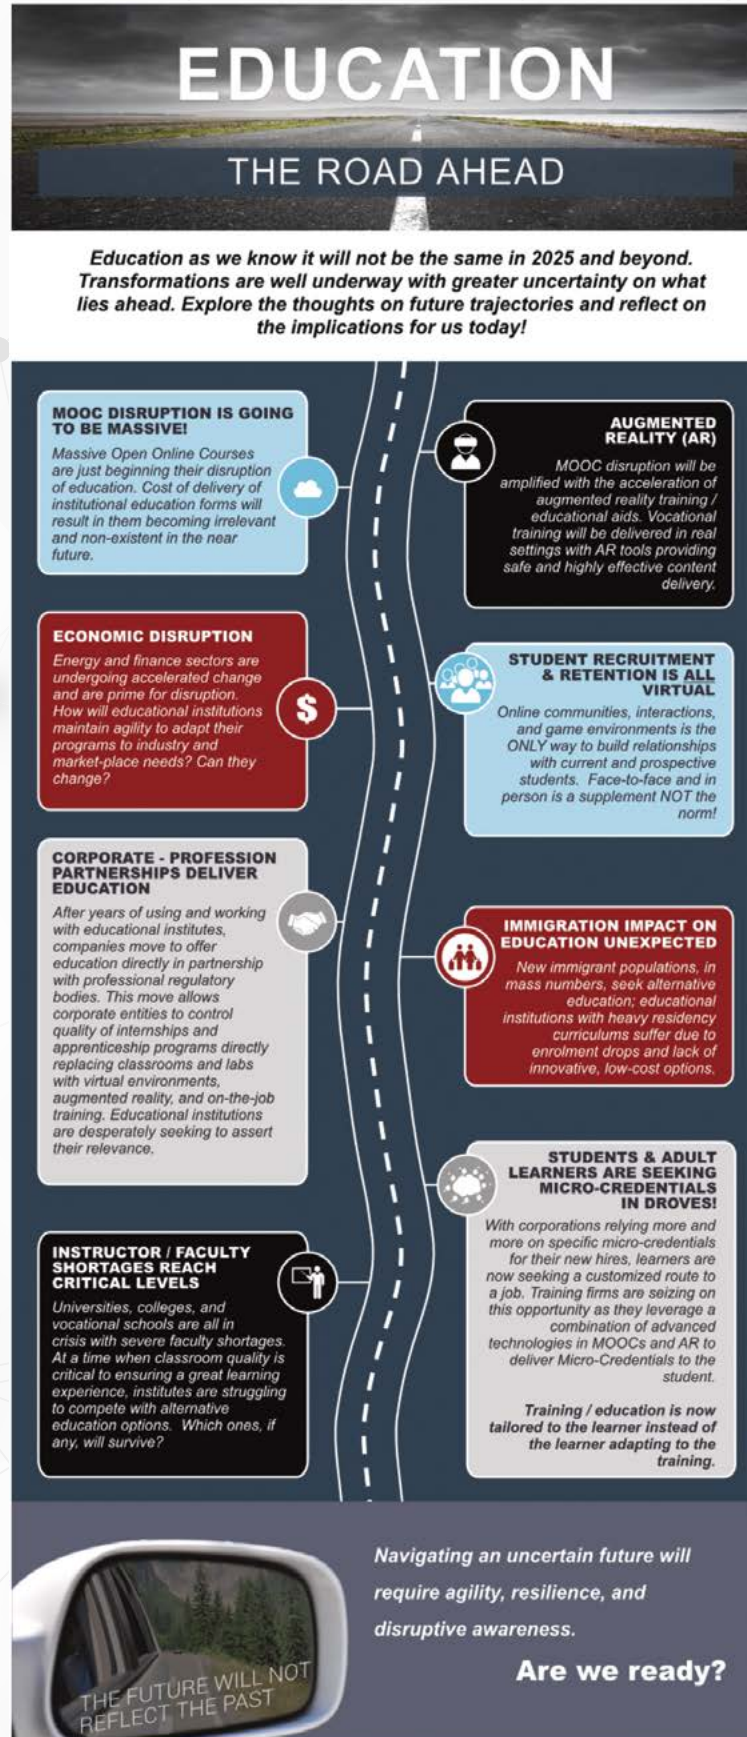 EDUCATION
THE ROAD AHEAD
Education as we know it will not be the same in 2025 and beyond.
Transformations are well underway with greater uncertainty on what
lies ahead. Explore the thoughts on future trajectories and reflect on
the implications for us today!
MOOC DISRUPTION IS GOING
TO BE MASSIVE!
Massive Open Online Courses
are just beginning their disruption
of education. Cost of delivery of
institutional education forms will
result in them becoming irrelevant
and non-existent in the near
future.
AUGMENTED
REALITY (AR)
MOOC disruption will be
amplified with the acceleration of
augmented reality training /
educational aids. Vocational
training will be delivered in real
settings with AR tools providing
safe and highly effective content
delivery.
ECONOMIC DISRUPTION
Energy and finance sectors are
undergoing accelerated change
and are prime for disruption.
How will educational institutions
maintain agility to adapt their
programs to industry and
market-place needs? Can they
change?
$
STUDENT RECRUITMENT
& RETENTION IS ALL
VIRTUAL
Online communities, interactions,
and game environments is the
ONLY way to build relationships
with current and prospective
students. Face-to-face and in
person is a supplement NOT the
norm!
CORPORATE - PROFESSION
PARTNERSHIPS DELIVER
EDUCATION
After years of using and working
with educational institutes,
companies move to offer
education directly in partnership
with professional regulatory
bodies. This move allows
corporate entities to control
quality of internships and
apprenticeship programs directly
replacing classrooms and labs
with virtual environments,
augmented reality, and on-the-job
training. Educational institutions
are desperately seeking to assert
their relevance.
IMMIGRATION IMPACT ON
EDUCATION UNEXPECTED
New immigrant populations, in
mass numbers, seek alternative
education; educational
institutions with heavy residency
curriculums suffer due to
enrolment drops and lack of
innovative, low-cost options.
STUDENTS & ADULT
LEARNERS ARE SEEKING
MICRO-CREDENTIALS
IN DROVES!
With corporations relying more and
more on specific micro-credentials
for their new hires, learners are
now seeking a customized route to
a job. Training firms are seizing on
this opportunity as they leverage a
combination of advanced
technologies in MOOCs and AR to
deliver Micro-Credentials to the
student.
Training / education is now
tailored to the learner instead of
the learner adapting to the
training.
INSTRUCTOR / FACULTY
SHORTAGES REACH
CRITICAL LEVELS
Universities, colleges, and
vocational schools are all in
crisis with severe faculty shortages.
At a time when classroom quality is
critical to ensuring a great learning
experience, institutes are struggling
to compete with alternative
education options. Which ones, if
any, will survive?
Navigating an uncertain future will
require agility, resilience, and
disruptive awareness.
Are we ready?
THE FUTURE WILL NOT
REFLECT THE PAST